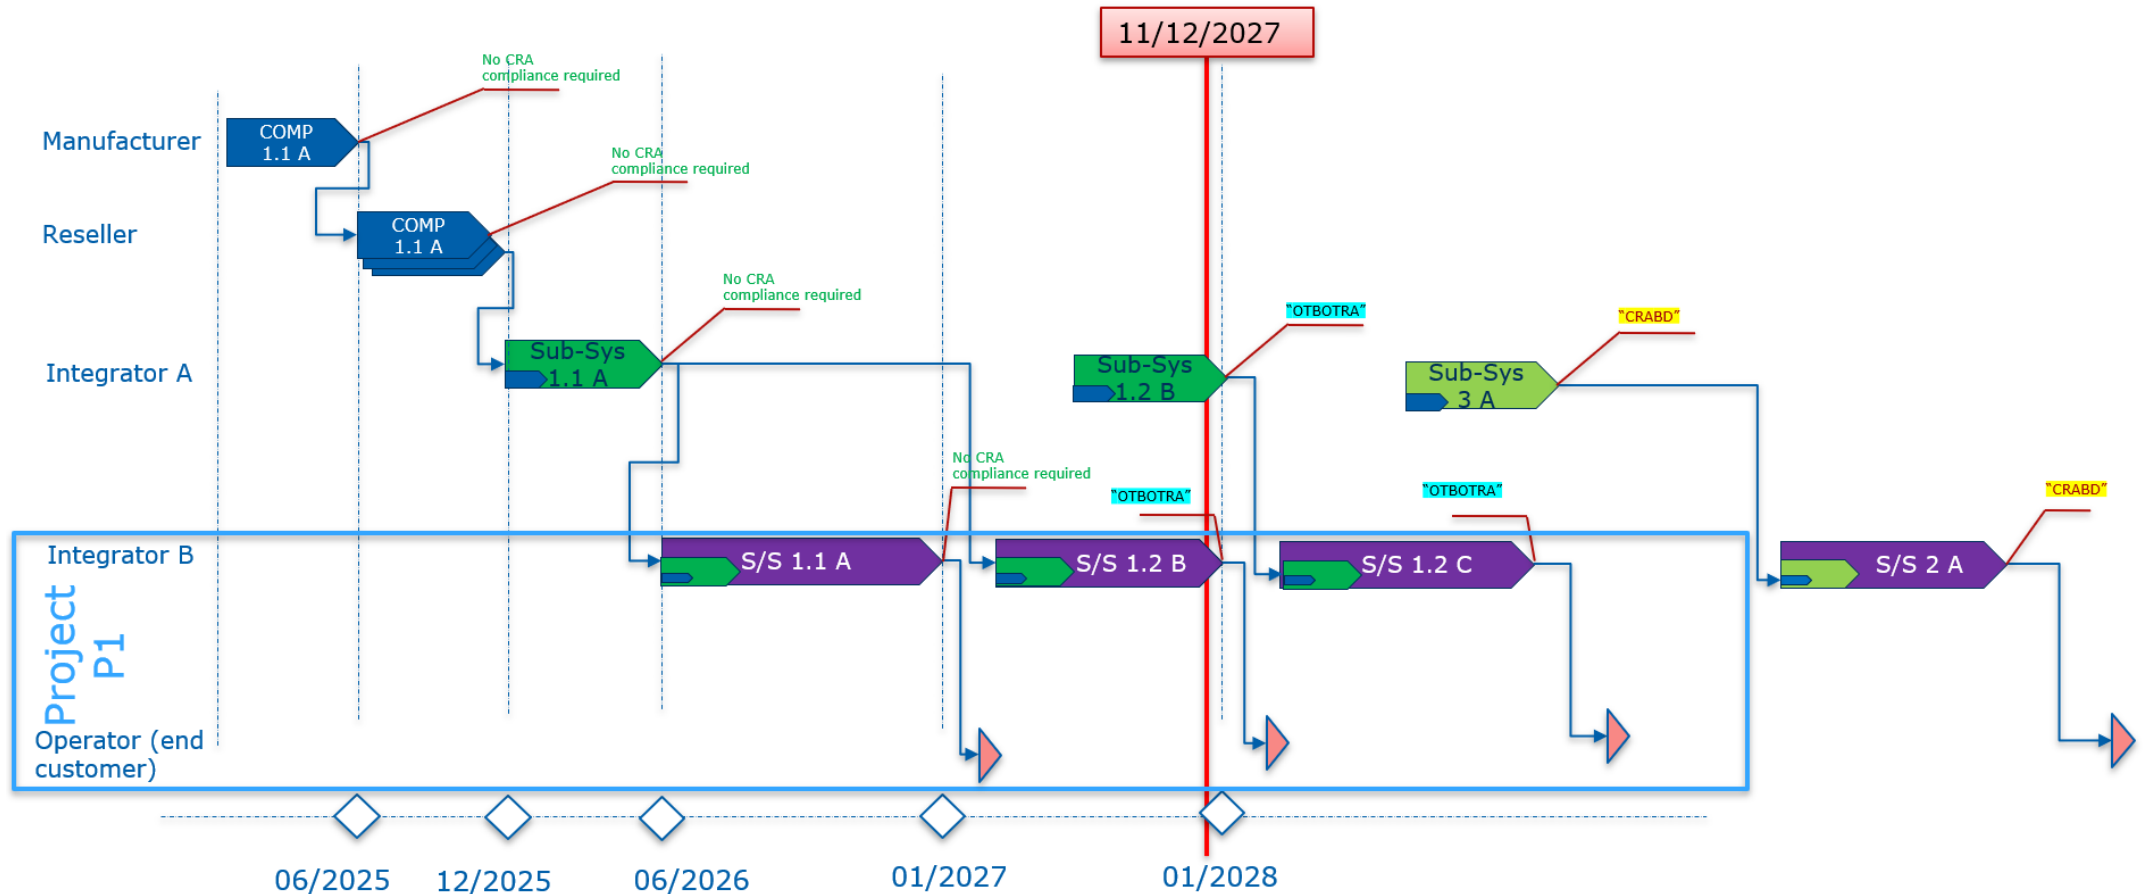 11/12/2027
No CRA
compliance required
Manufacturer
COMP
1.1 A
No CRA
compliance required
Reseller
COMP
1.1 A
No CRA
compliance required
"OTBOTRA"
"CRABD"
Integrator A
Sub-Sys
1.1 A
Sub-Sys
1.2 B
Sub-Sys
3 A
No CRA
compliance required
"OTBOTRA"
"OTBOTRA"
"CRABD"
Integrator B
S/S 1.1 A
S/S 1.2 B
S/S 1.2 C
S/S 2 A
Project
P1
Operator (end
customer)
06/2025
12/2025
06/2026
01/2027
01/2028